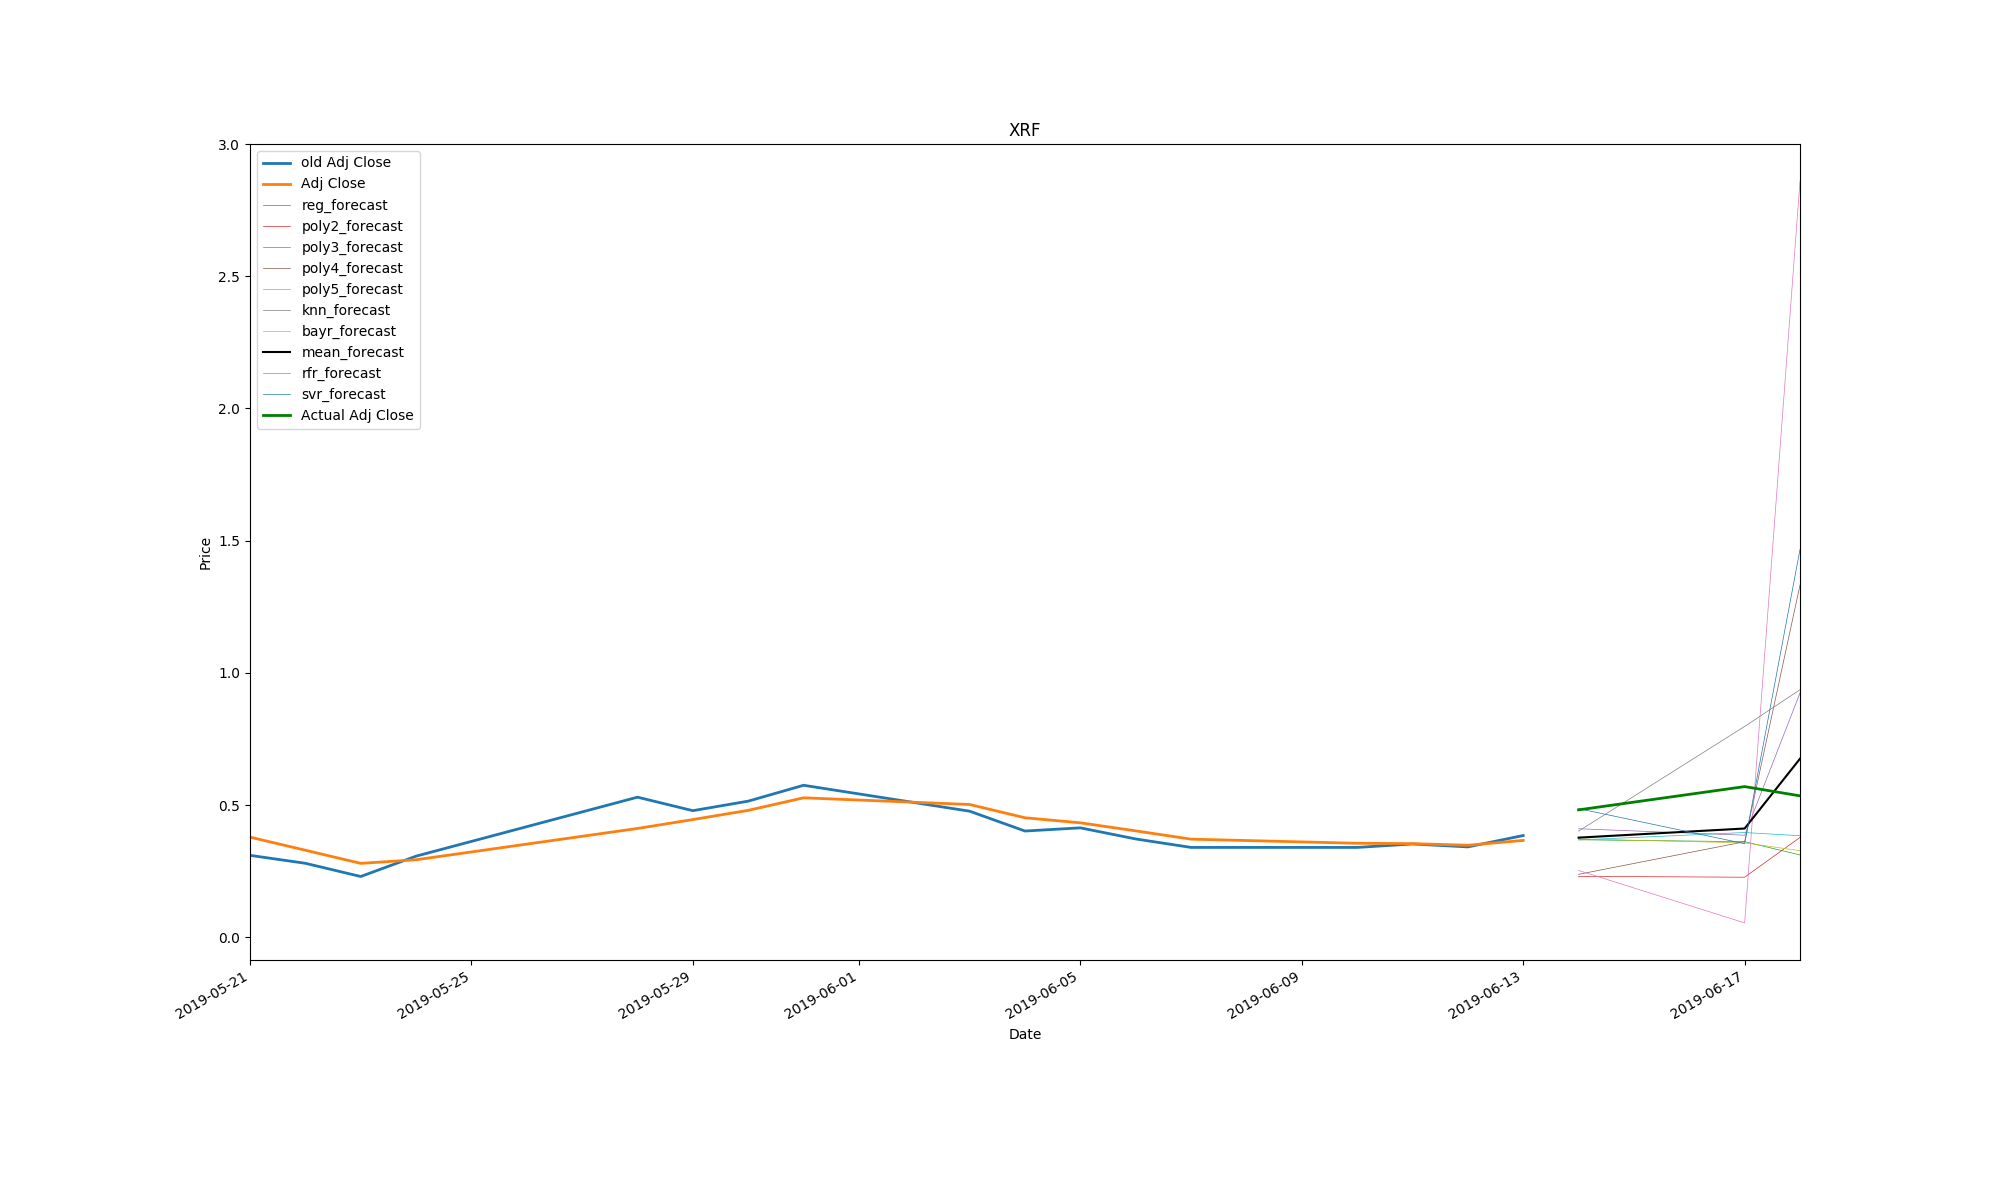 XRF
3.0
2.5
2.0
1.5
1.0
0.5
0.0
Price
old Adj Close
Adj Close
reg_forecast
poly2_forecast
poly3_forecast
poly4_forecast
poly5_forecast
knn_forecast
bayr_forecast
mean_forecast
rfr_forecast
svr_forecast
Actual Adj Close
2019-05-21
2019-05-25
2019-05-29
2019-06-01
2019-06-05
2019-06-09
2019-06-13
2019-06-17
Date